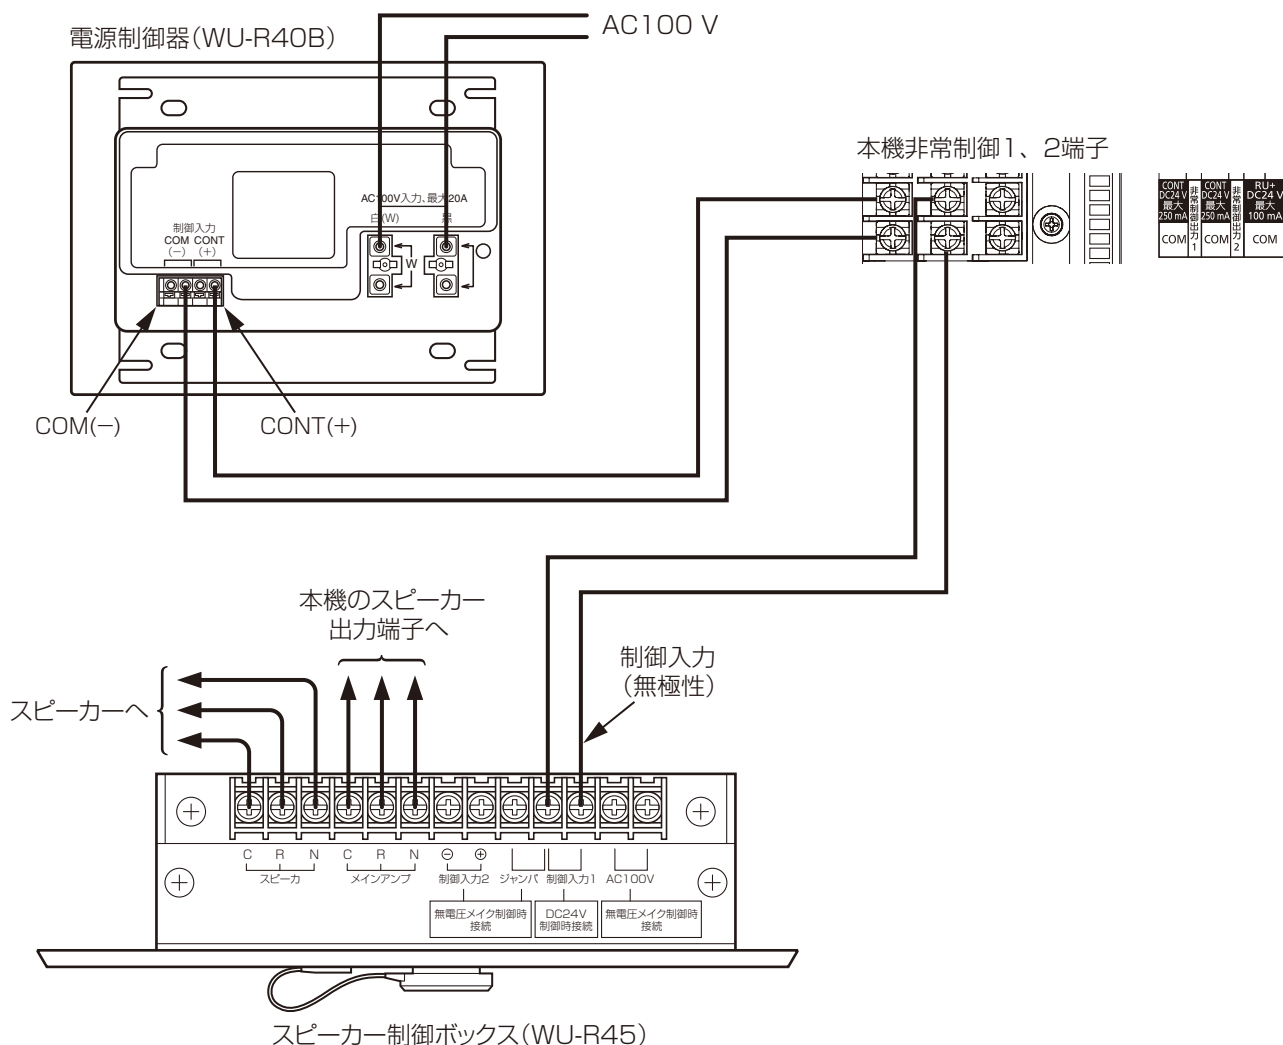 電源制御器(WU-R40B)
AC100 V
AC100V入力、最大20A
白(W)
黒
制御入力
COM CONT
(−) (+)
W
COM(−)
CONT(+)
本機非常制御1、2端子
CONT
DC24 V
最大
250 mA
COM
非常制御出力1
CONT
DC24 V
最大
250 mA
COM
非常制御出力2
RU+
DC24 V
最大
100 mA
COM
本機のスピーカー
出力端子へ
制御入力
(無極性)
スピーカーへ
C R N C R N ⊖ ⊕
スピーカ メインアンプ 制御入力2 ジャンパ 制御入力1 AC100V
無電圧メイク制御時
接続
DC24V
制御時接続
無電圧メイク制御時
接続
スピーカー制御ボックス(WU-R45)